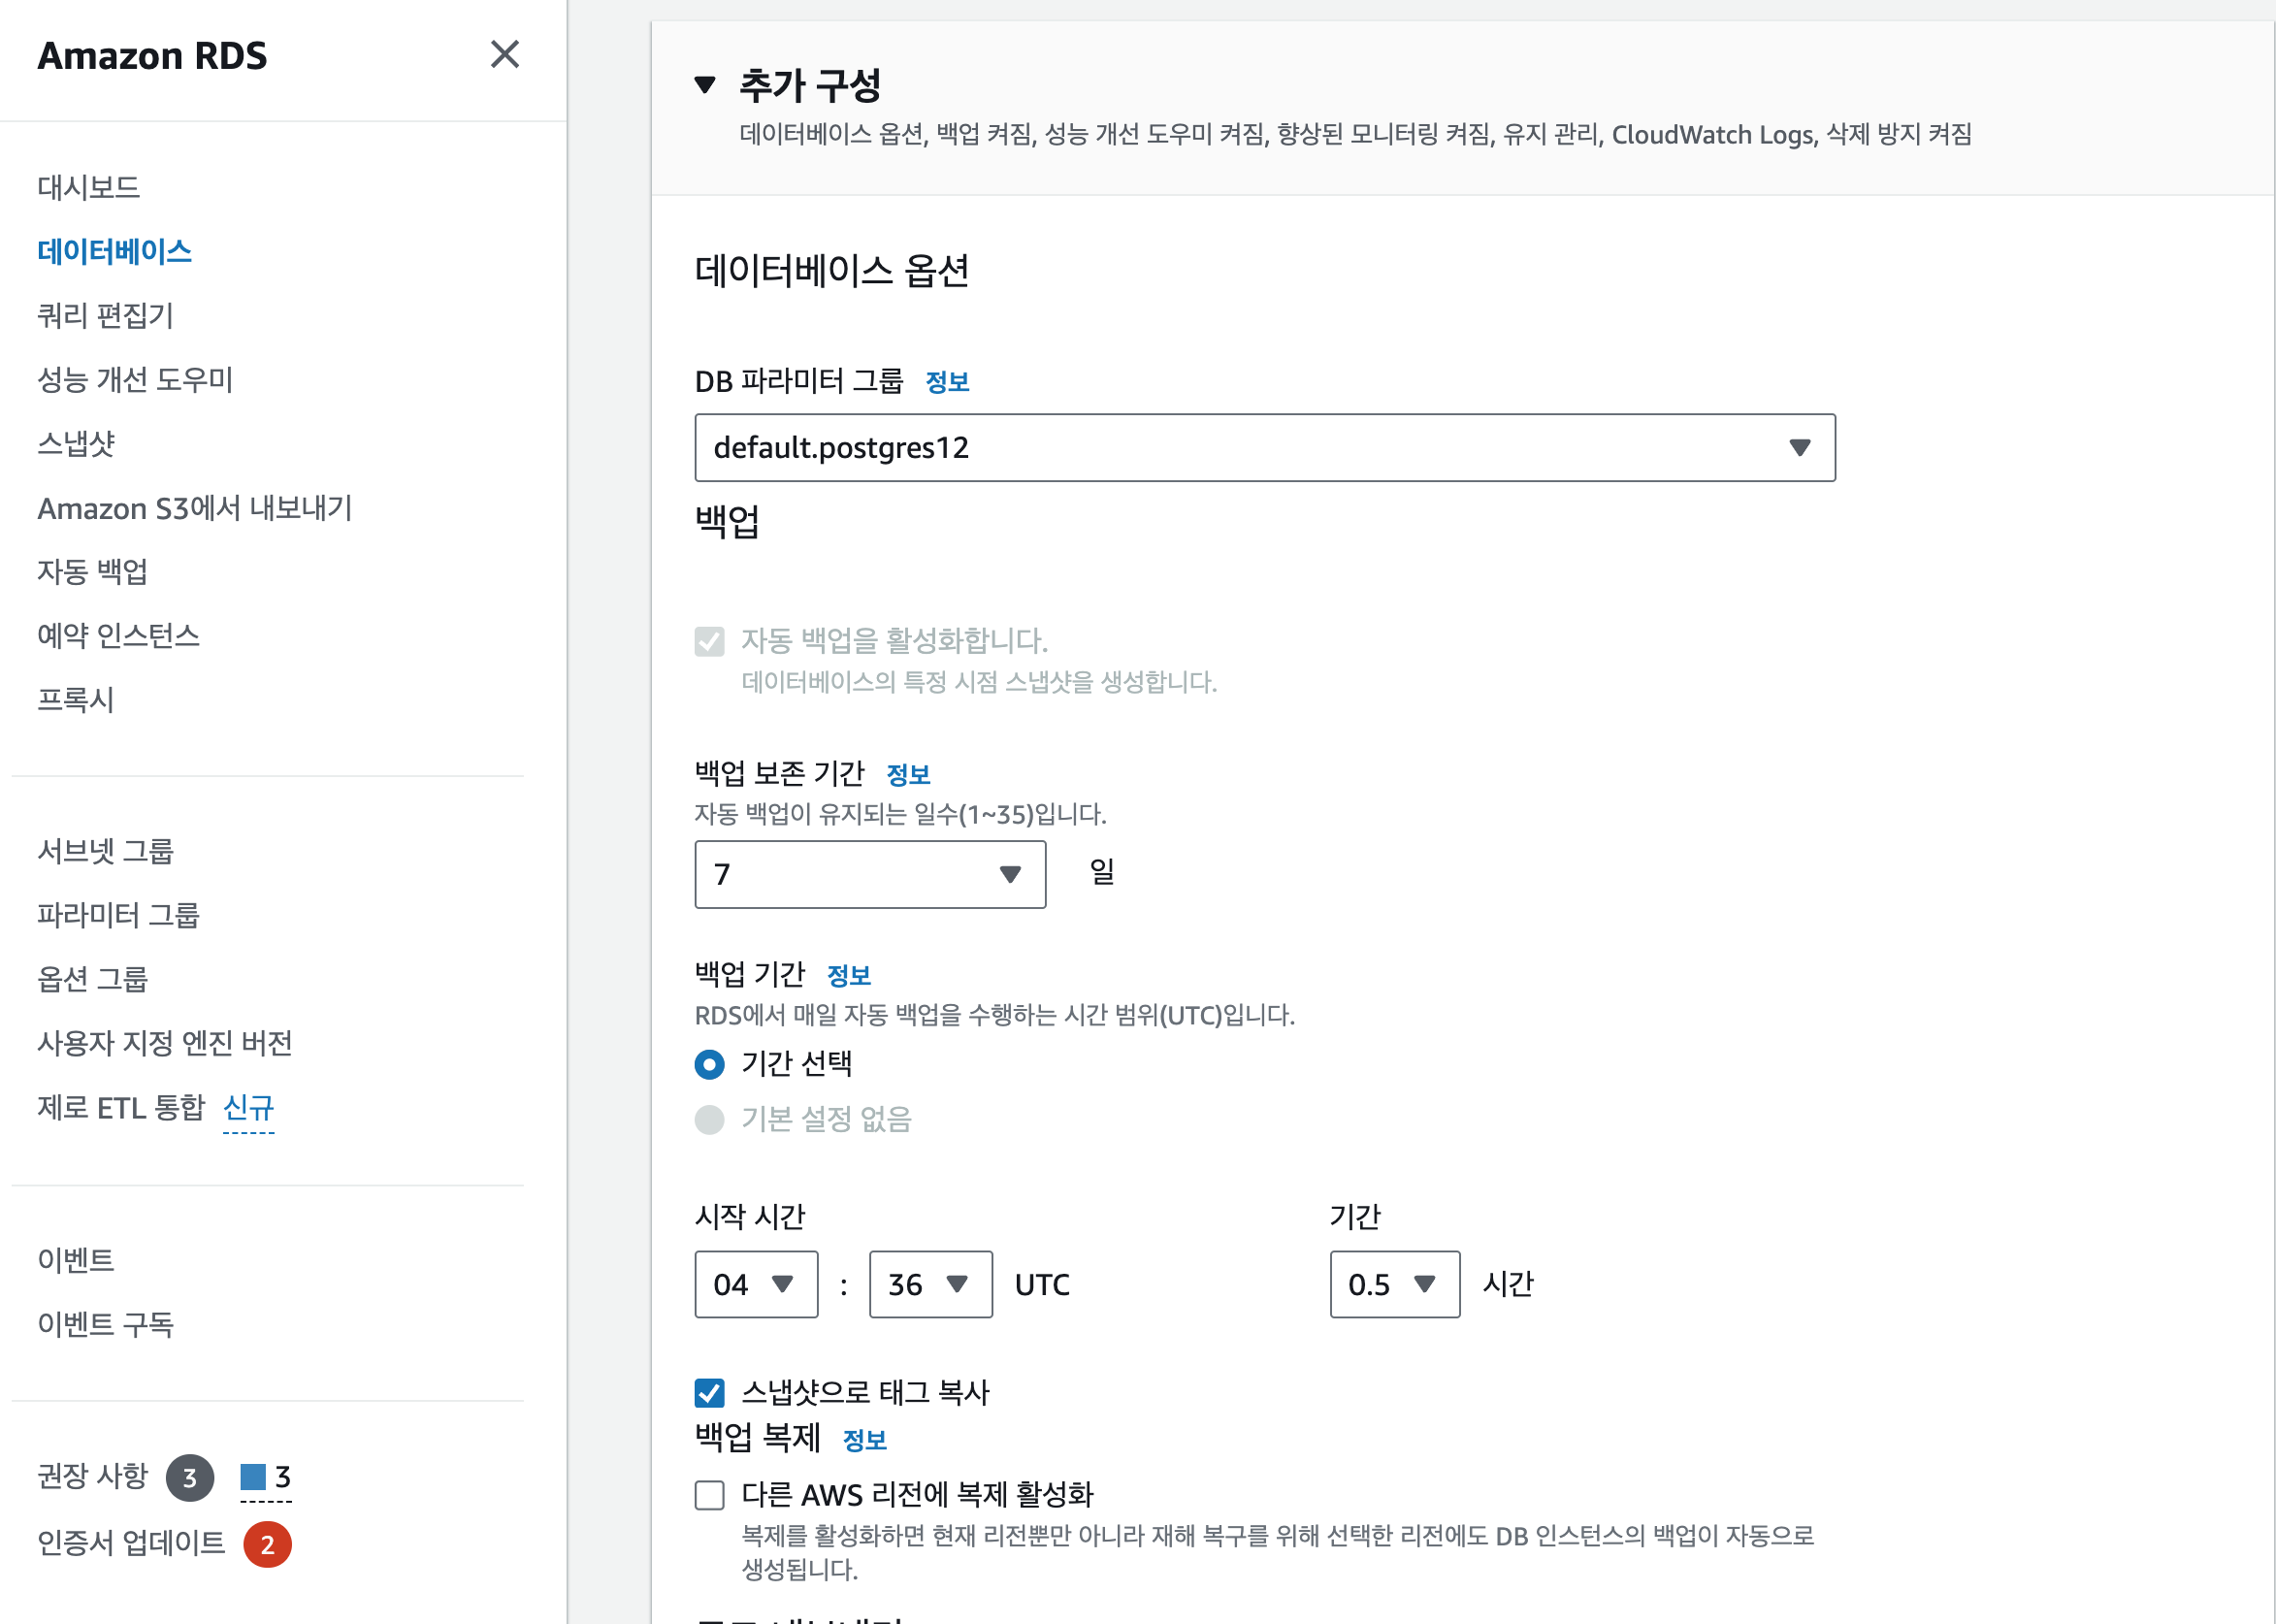 Amazon RDS
대시보드
데이터베이스
쿼리 편집기
성능 개선 도우미
스냅샷
Amazon S3에서 내보내기
자동 백업
예약 인스턴스
프록시
서브넷 그룹
파라미터 그룹
옵션 그룹
사용자 지정 엔진 버전
제로 ETL 통합 신규
이벤트
이벤트 구독
권장 사항 3 3
인증서 업데이트 2
추가 구성
데이터베이스 옵션, 백업 켜짐, 성능 개선 도우미 켜짐, 향상된 모니터링 켜짐, 유지 관리, CloudWatch Logs, 삭제 방지 켜짐
데이터베이스 옵션
DB 파라미터 그룹 정보
default.postgres12
백업
자동 백업을 활성화합니다.
데이터베이스의 특정 시점 스냅샷을 생성합니다.
백업 보존 기간 정보
자동 백업이 유지되는 일수(1~35)입니다.
7 일
백업 기간 정보
RDS에서 매일 자동 백업을 수행하는 시간 범위(UTC)입니다.
기간 선택
기본 설정 없음
시작 시간 기간
04 : 36 UTC 0.5 시간
스냅샷으로 태그 복사
백업 복제 정보
다른 AWS 리전에 복제 활성화
복제를 활성화하면 현재 리전뿐만 아니라 재해 복구를 위해 선택한 리전에도 DB 인스턴스의 백업이 자동으로
생성됩니다.